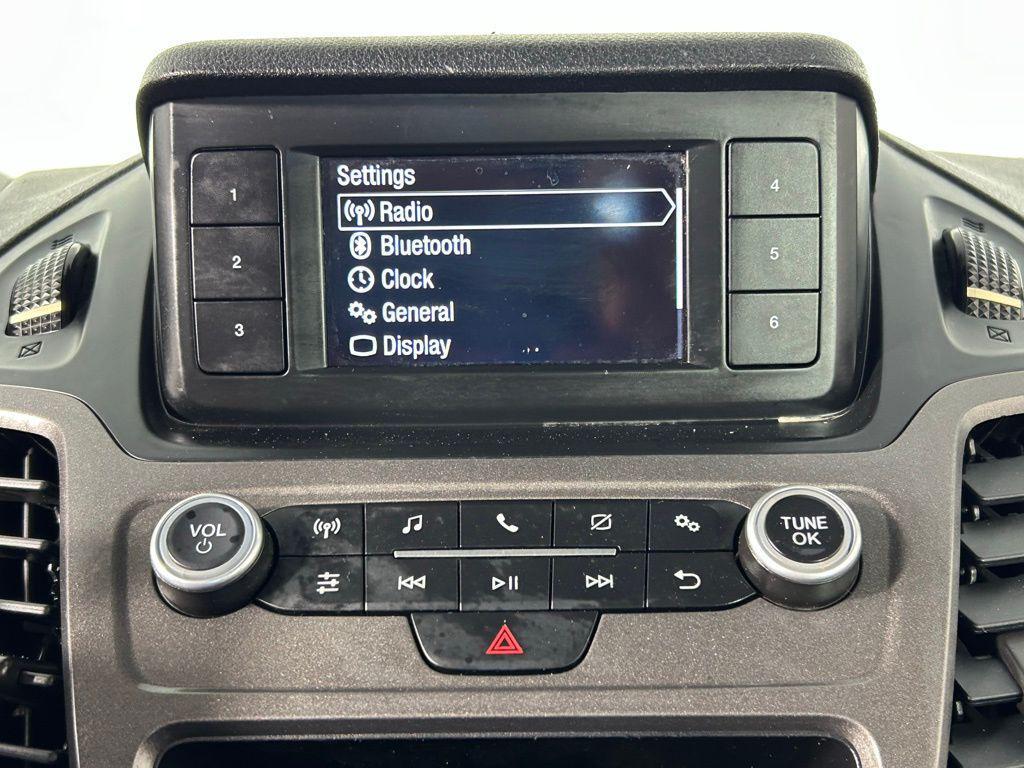 Settings
Radio
Bluetooth
Clock
General
Display
1
2
3
4
5
6
VOL
TUNE
OK